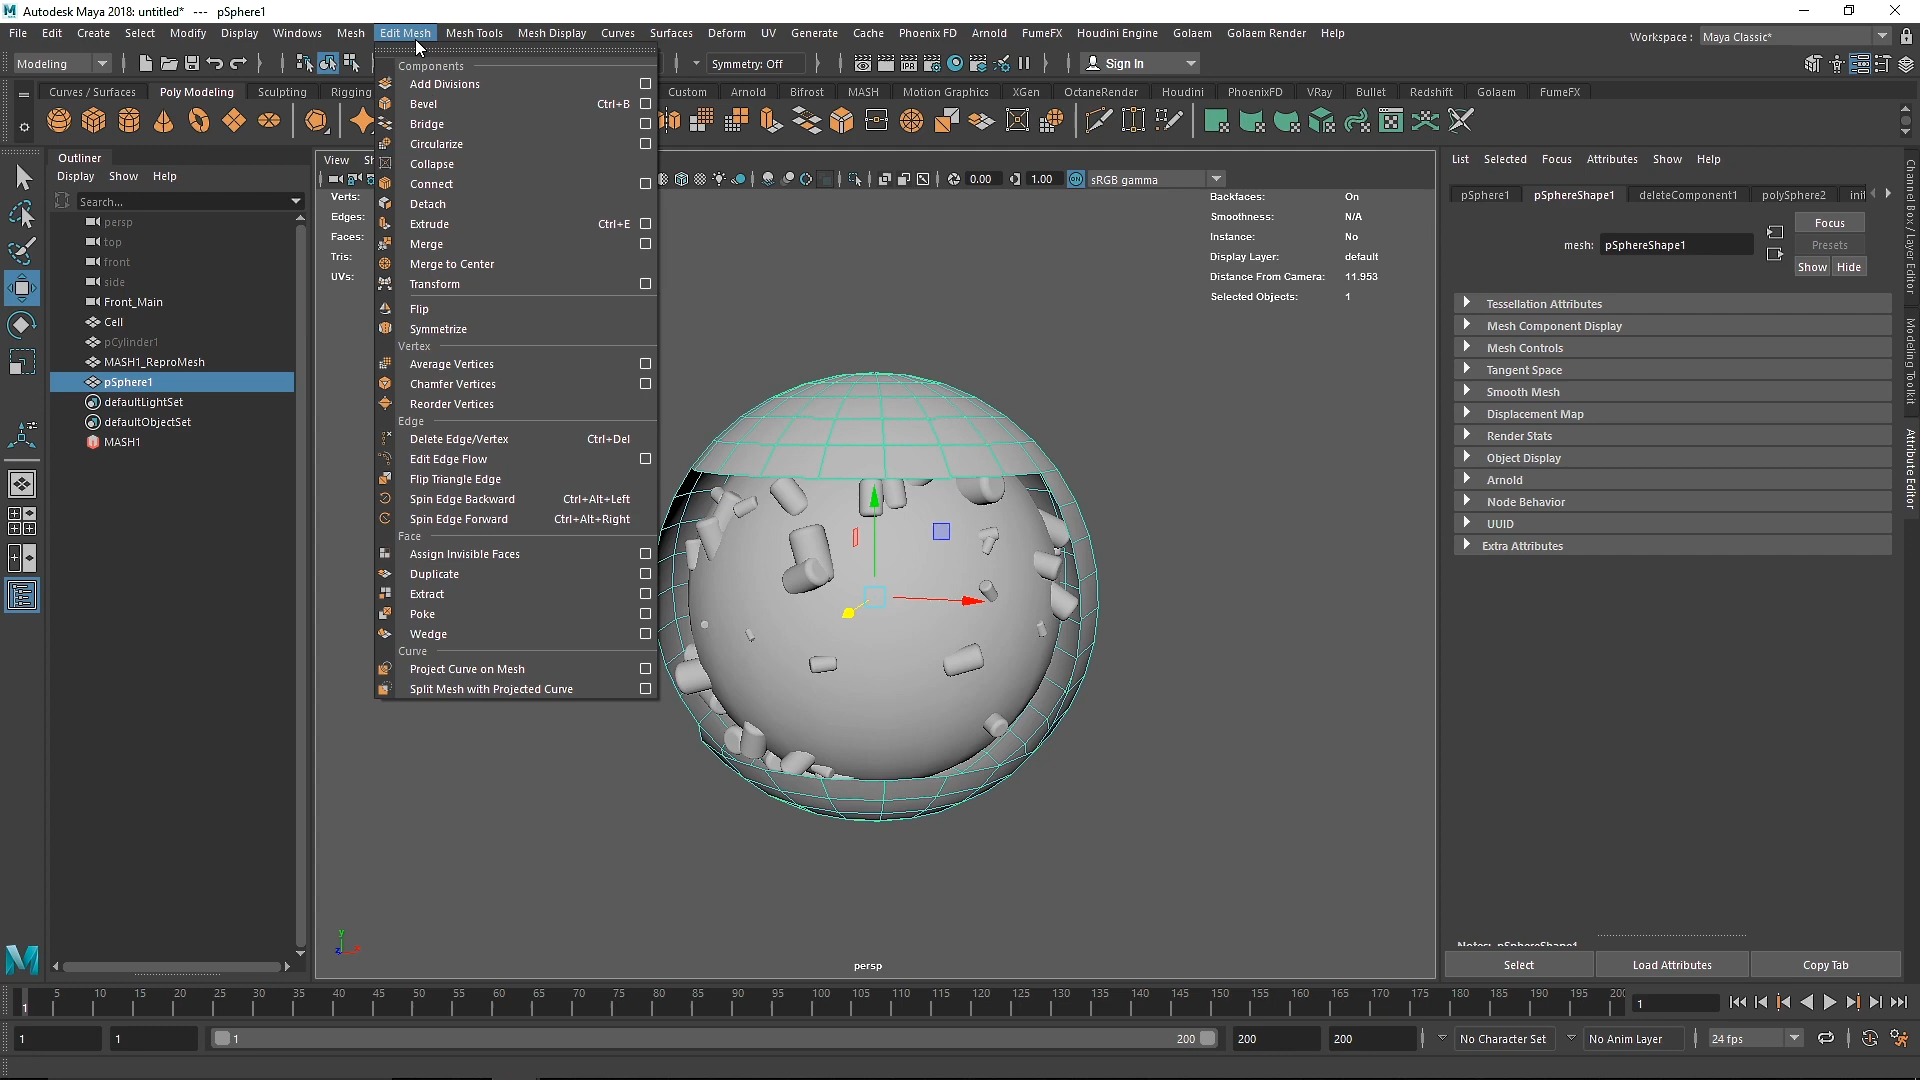 Autodesk Maya 2018: untitled* --- pSphere1
File Edit Create Select Modify Display Windows Mesh Edit Mesh Mesh Tools Mesh Display Curves Surfaces Deform UV Generate Cache Phoenix FD Arnold FumeFX Houdini Engine Golaem Golaem Render Help
Workspace : Maya Classic*
Modeling Symmetry: Off Sign In
Curves / Surfaces Poly Modeling Sculpting Rigging Custom Arnold Bifrost MASH Motion Graphics XGen OctaneRender Houdini PhoenixFD VRay Bullet Redshift Golaem FumeFX
Outliner
Display Show Help
Search...
persp
top
front
side
Front_Main
Cell
pCylinder1
MASH1_ReproMesh
pSphere1
defaultLightSet
defaultObjectSet
MASH1
Components
Add Divisions
Bevel Ctrl+B
Bridge
Circularize
Collapse
Connect
Detach
Extrude Ctrl+E
Merge
Merge to Center
Transform
Flip
Symmetrize
Vertex
Average Vertices
Chamfer Vertices
Reorder Vertices
Edge
Delete Edge/Vertex Ctrl+Del
Edit Edge Flow
Flip Triangle Edge
Spin Edge Backward Ctrl+Alt+Left
Spin Edge Forward Ctrl+Alt+Right
Face
Assign Invisible Faces
Duplicate
Extract
Poke
Wedge
Curve
Project Curve on Mesh
Split Mesh with Projected Curve
View
0.00 1.00 sRGB gamma
Verts:
Edges:
Faces:
Tris:
UVs:
Backfaces: On
Smoothness: N/A
Instance: No
Display Layer: default
Distance From Camera: 11.953
Selected Objects: 1
y
persp
List Selected Focus Attributes Show Help
pSphere1 pSphereShape1 deleteComponent1 polySphere2 init
mesh: pSphereShape1
Focus
Presets
Show Hide
Tessellation Attributes
Mesh Component Display
Mesh Controls
Tangent Space
Smooth Mesh
Displacement Map
Render Stats
Object Display
Arnold
Node Behavior
UUID
Extra Attributes
Notes: pSphereShape1
Select Load Attributes Copy Tab
Channel Box / Layer Editor
Modeling Toolkit
Attribute Editor
5 10 15 20 25 30 35 40 45 50 55 60 65 70 75 80 85 90 95 100 105 110 115 120 125 130 135 140 145 150 155 160 165 170 175 180 185 190 195 200
1 1
1 1 1 200 200 200 No Character Set No Anim Layer 24 fps